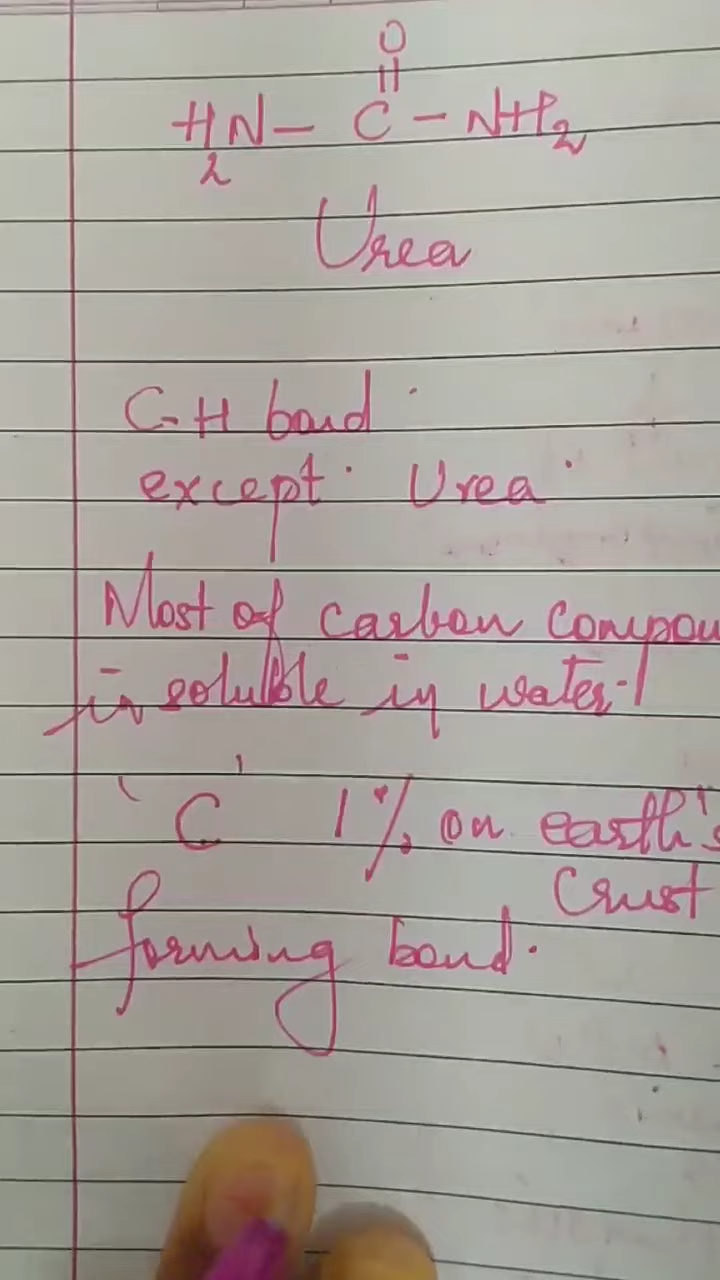 O
||
H2N - C - NH2
Urea
C-H bond
except Urea
Most of carbon compou
insoluble in water.
'C' 1% on earth's
crust
forming bond.